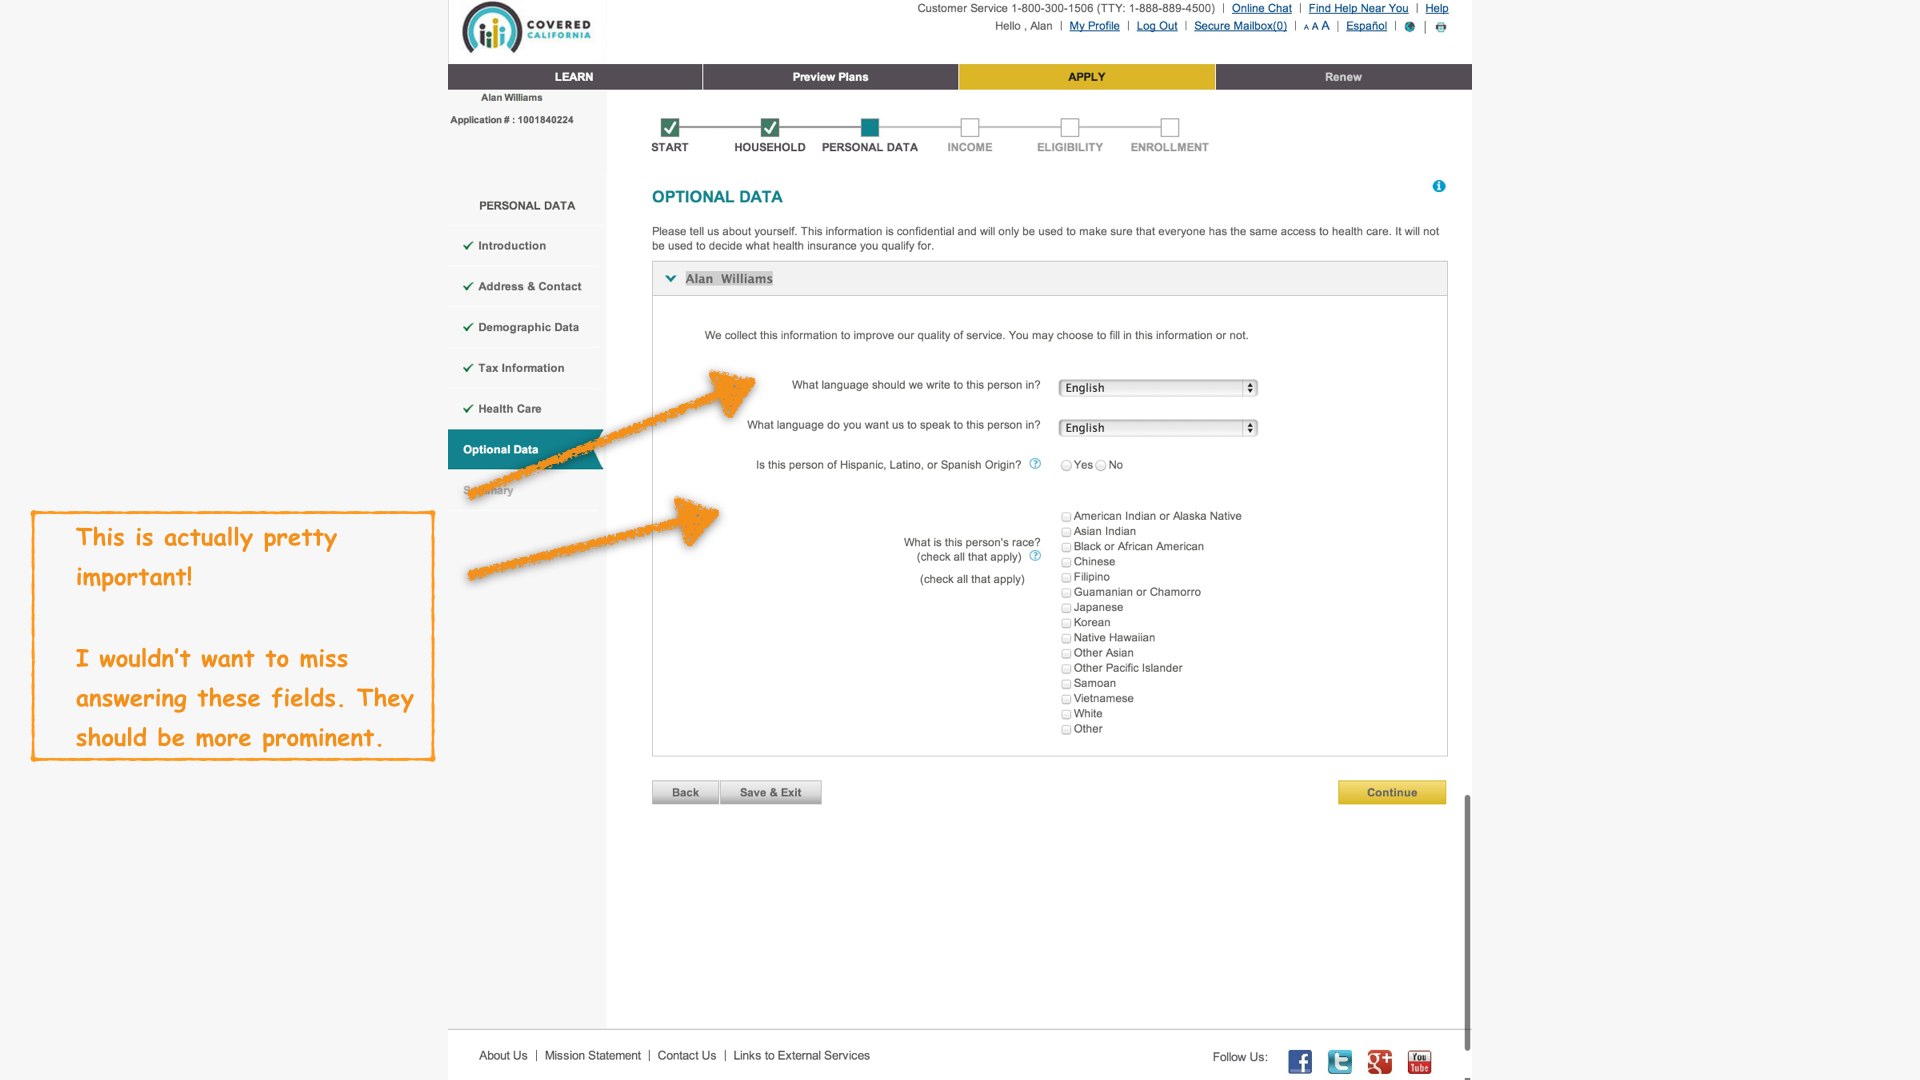 COVERED
CALIFORNIA
Customer Service 1-800-300-1506 (TTY: 1-888-889-4500) | Online Chat | Find Help Near You | Help
Hello , Alan | My Profile | Log Out | Secure Mailbox(0) | A A A | Español | |
LEARN Preview Plans APPLY Renew
Alan Williams
Application # : 1001840224
START HOUSEHOLD PERSONAL DATA INCOME ELIGIBILITY ENROLLMENT
PERSONAL DATA
Introduction
Address & Contact
Demographic Data
Tax Information
Health Care
Optional Data
Summary
This is actually pretty
important!
I wouldn't want to miss
answering these fields. They
should be more prominent.
OPTIONAL DATA
Please tell us about yourself. This information is confidential and will only be used to make sure that everyone has the same access to health care. It will not
be used to decide what health insurance you qualify for.
Alan Williams
We collect this information to improve our quality of service. You may choose to fill in this information or not.
What language should we write to this person in? English
What language do you want us to speak to this person in? English
Is this person of Hispanic, Latino, or Spanish Origin? ? Yes No
What is this person's race?
(check all that apply) ?
(check all that apply)
American Indian or Alaska Native
Asian Indian
Black or African American
Chinese
Filipino
Guamanian or Chamorro
Japanese
Korean
Native Hawaiian
Other Asian
Other Pacific Islander
Samoan
Vietnamese
White
Other
Back Save & Exit Continue
About Us | Mission Statement | Contact Us | Links to External Services
Follow Us: f t g+ You Tube